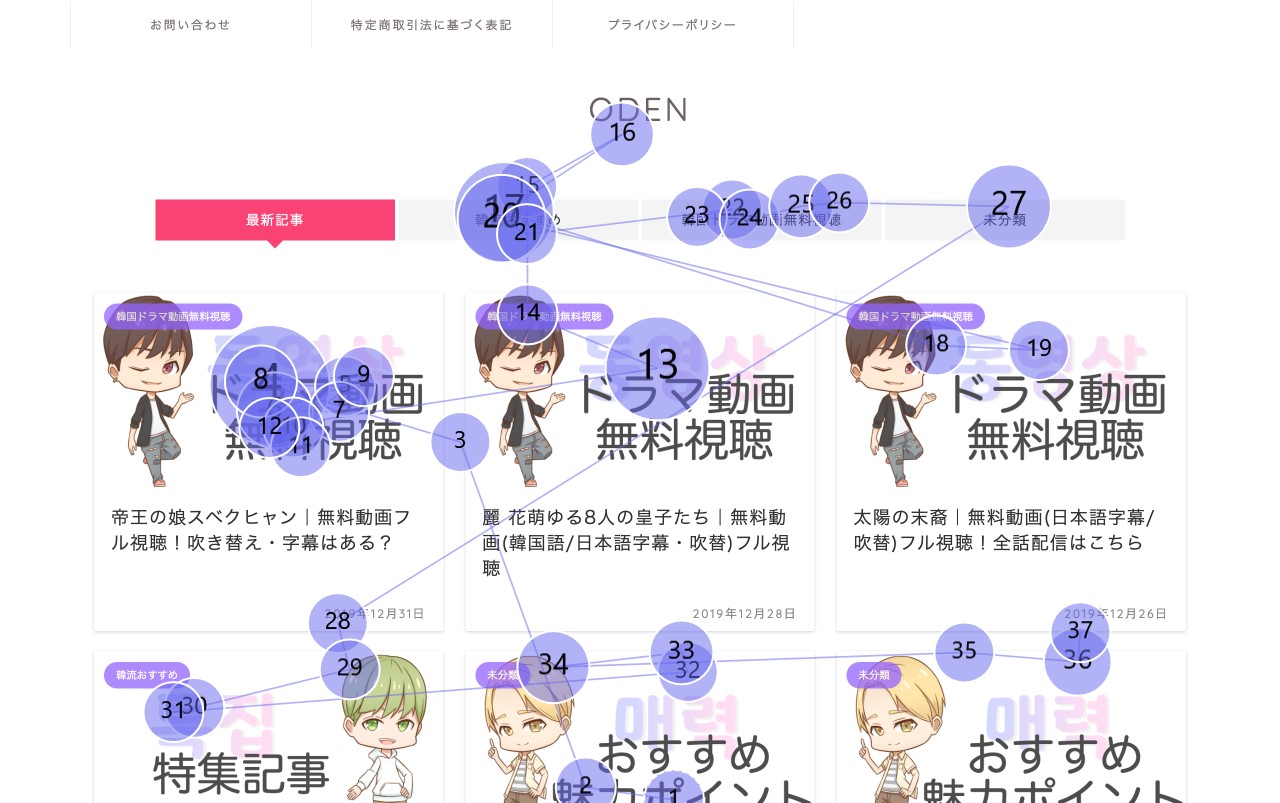 お問い合わせ
特定商取引法に基づく表記
プライバシーポリシー
ODEN
16
15
17
20
21
23
22
24
25
26
27
最新記事
韓国ドラマ動画無料視聴
未分類
韓国ドラマ動画無料視聴
韓国ドラマ動画無料視聴
韓国ドラマ動画無料視聴
14
13
18
19
8
4
9
7
12
11
3
ドラマ動画
無料視聴
동영상
ドラマ動画
無料視聴
동영상
ドラマ動画
無料視聴
帝王の娘スベクヒャン｜無料動画フ
ル視聴！吹き替え・字幕はある？
麗 花萌ゆる8人の皇子たち｜無料動
画(韓国語/日本語字幕・吹替)フル視
聴
太陽の末裔｜無料動画(日本語字幕/
吹替)フル視聴！全話配信はこちら
2019年12月31日
2019年12月28日
2019年12月26日
28
29
34
33
32
35
37
36
31
30
韓流おすすめ
특집
特集記事
未分類
매력
おすすめ
魅力ポイント
2
1
未分類
매력
おすすめ
魅力ポイント